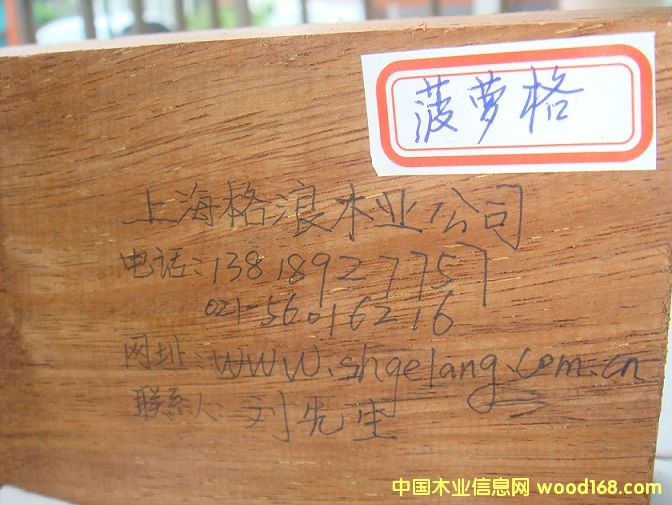 菠萝格
上海格浪木业公司
电话:13818927757
021-56016216
网址:www.shgelang.com.cn
联系人:刘先生
中国木业信息网 wood168.com